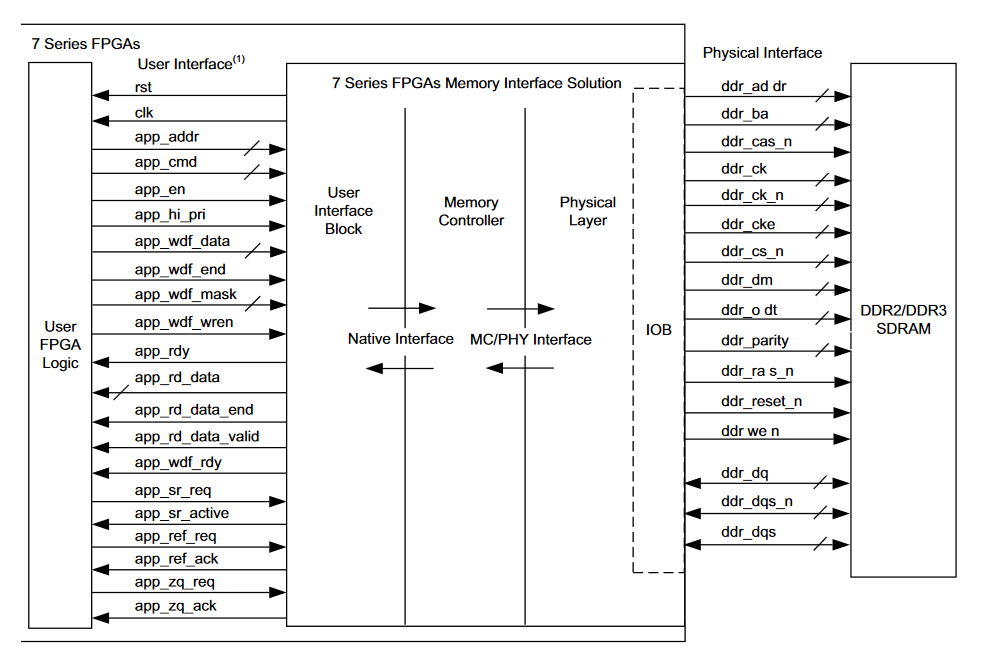 7 Series FPGAs
User Interface(1)
Physical Interface
7 Series FPGAs Memory Interface Solution
rst
clk
app_addr
app_cmd
app_en
app_hi_pri
app_wdf_data
app_wdf_end
app_wdf_mask
app_wdf_wren
app_rdy
app_rd_data
app_rd_data_end
app_rd_data_valid
app_wdf_rdy
app_sr_req
app_sr_active
app_ref_req
app_ref_ack
app_zq_req
app_zq_ack
User
FPGA
Logic
User
Interface
Block
Memory
Controller
Physical
Layer
Native Interface
MC/PHY Interface
IOB
ddr_ad dr
ddr_ba
ddr_cas_n
ddr_ck
ddr_ck_n
ddr_cke
ddr_cs_n
ddr_dm
ddr_o dt
ddr_parity
ddr_ra s_n
ddr_reset_n
ddr we n
ddr_dq
ddr_dqs_n
ddr_dqs
DDR2/DDR3
SDRAM